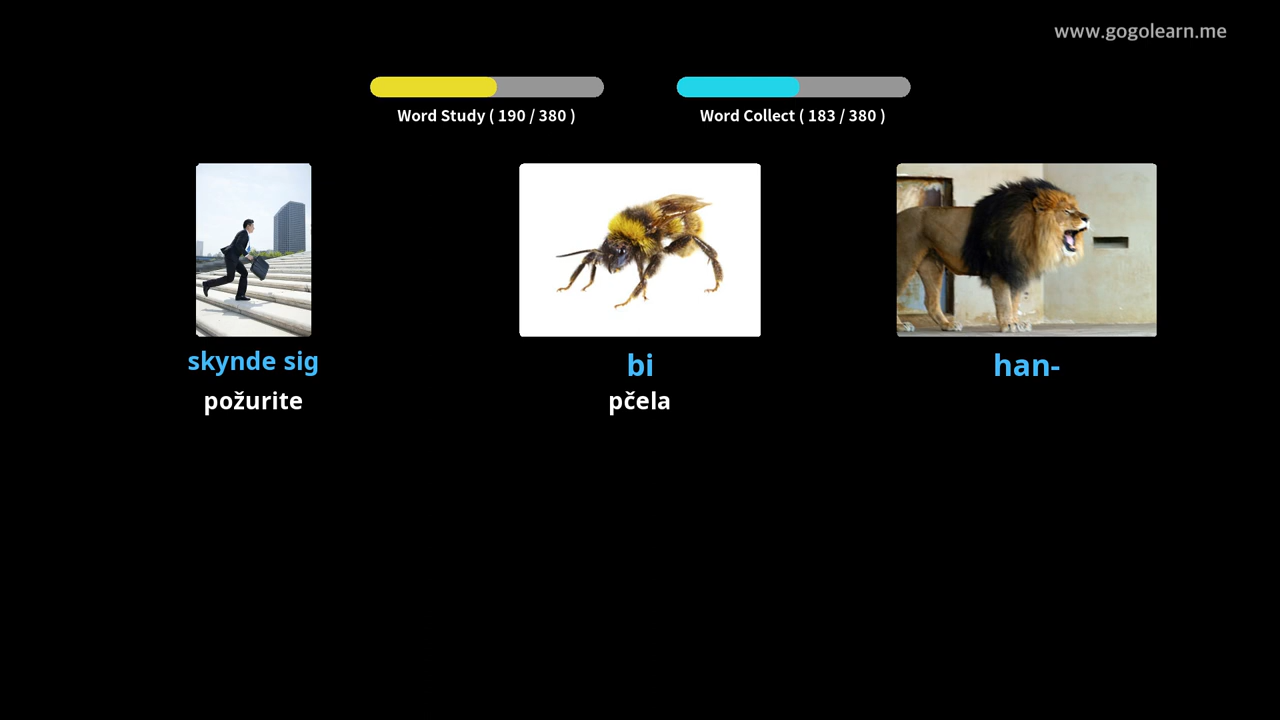 www.gogolearn.me
Word Study ( 190 / 380 )
Word Collect ( 183 / 380 )
skynde sig
požurite
bi
pčela
han-